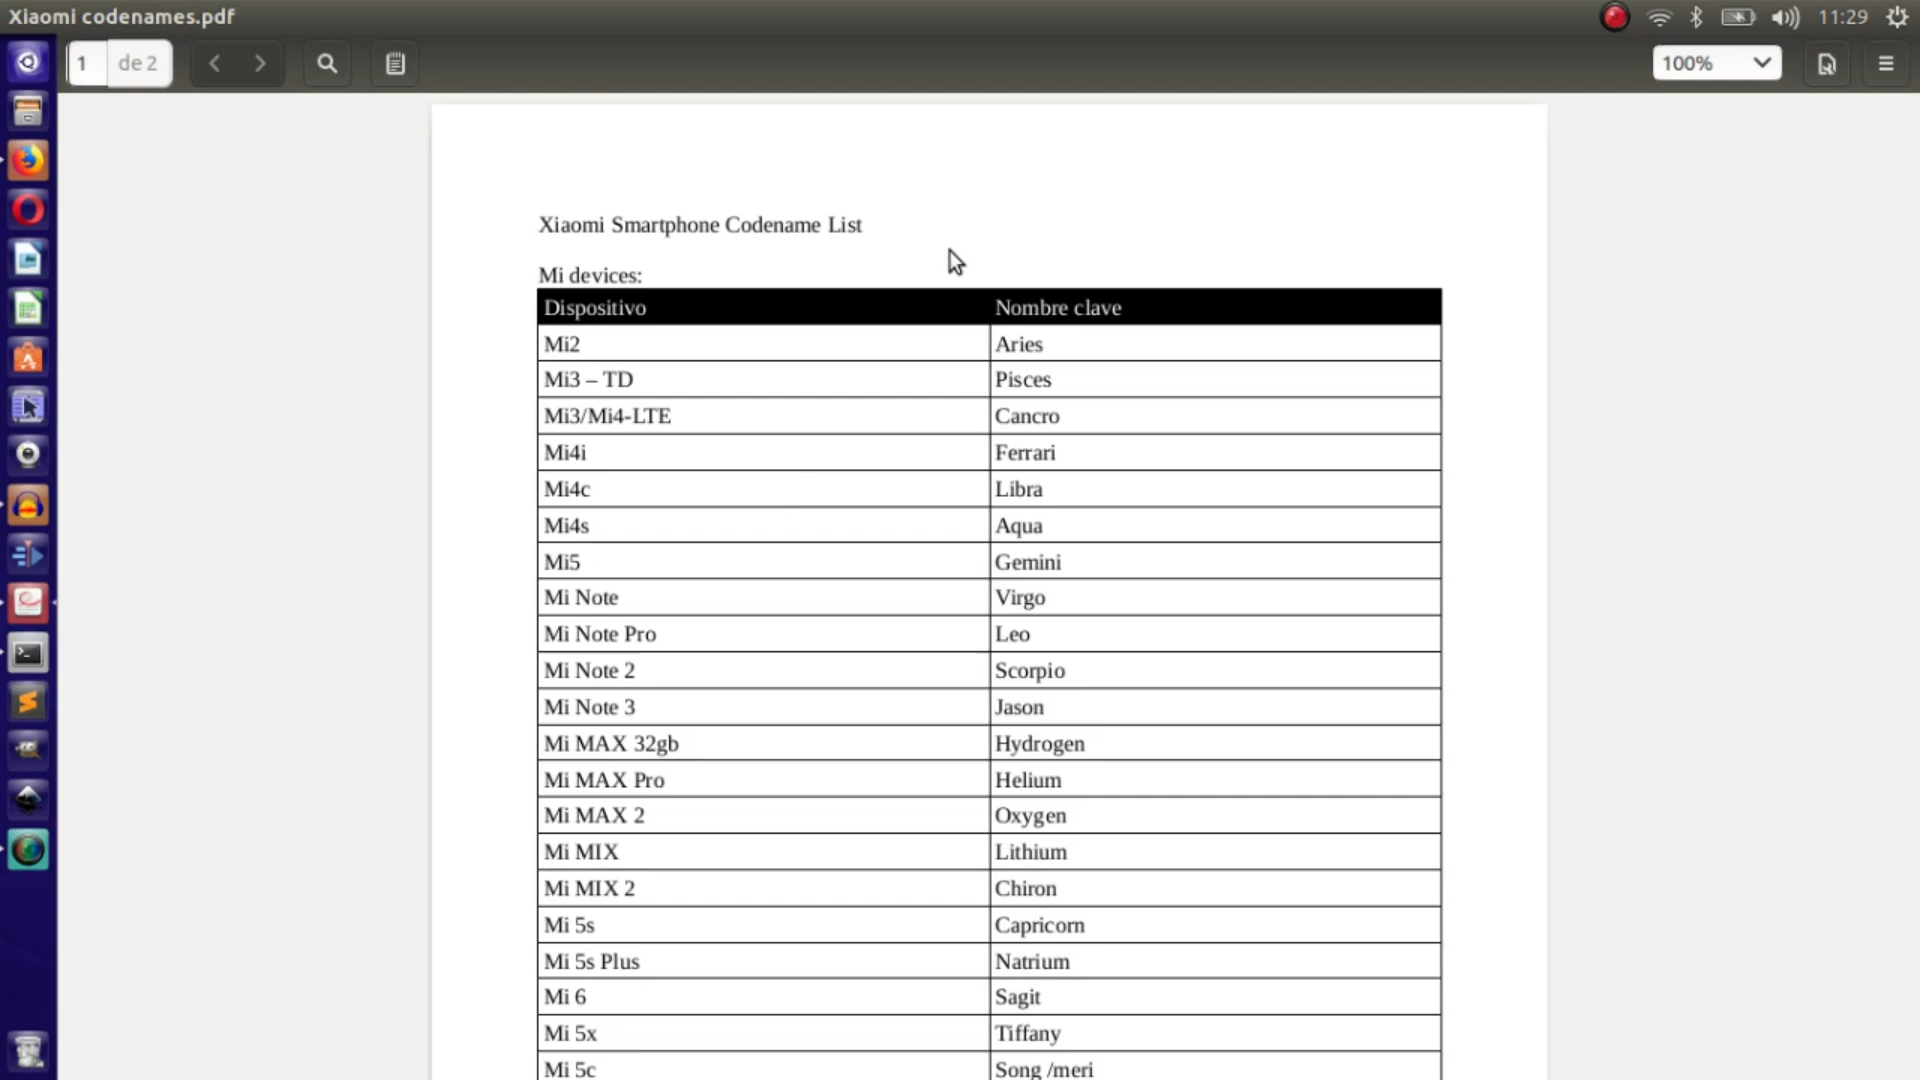 Xiaomi codenames.pdf
11:29
1 de 2
100%
Xiaomi Smartphone Codename List
Mi devices:
Dispositivo Nombre clave
Mi2 Aries
Mi3 – TD Pisces
Mi3/Mi4-LTE Cancro
Mi4i Ferrari
Mi4c Libra
Mi4s Aqua
Mi5 Gemini
Mi Note Virgo
Mi Note Pro Leo
Mi Note 2 Scorpio
Mi Note 3 Jason
Mi MAX 32gb Hydrogen
Mi MAX Pro Helium
Mi MAX 2 Oxygen
Mi MIX Lithium
Mi MIX 2 Chiron
Mi 5s Capricorn
Mi 5s Plus Natrium
Mi 6 Sagit
Mi 5x Tiffany
Mi 5c Song /meri